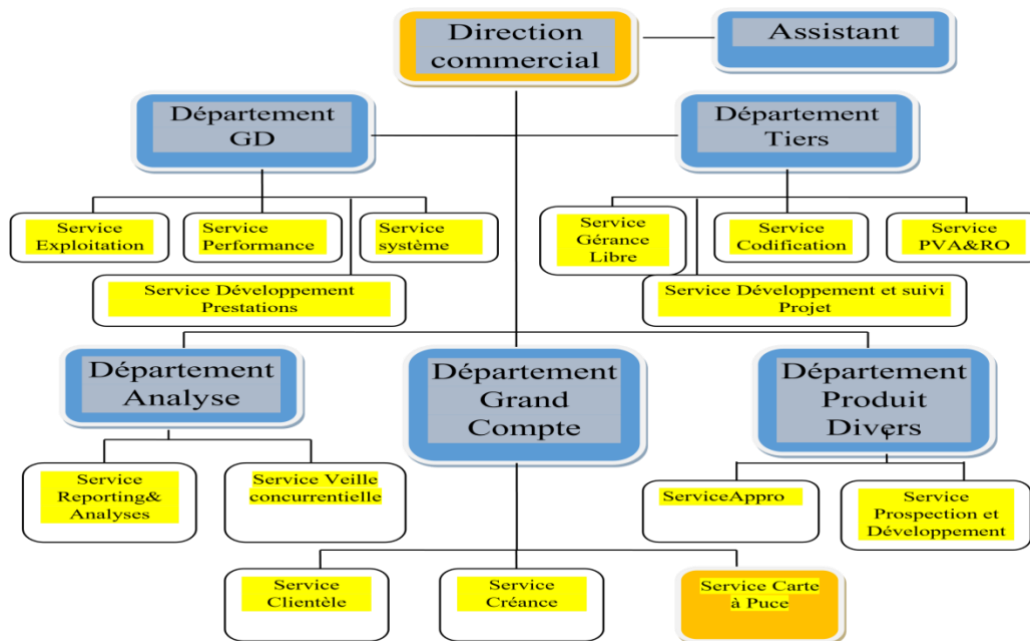 Direction
commercial
Assistant
Département
GD
Département
Tiers
Service
Exploitation
Service
Performance
Service
système
Service Développement
Prestations
Service
Gérance
Libre
Service
Codification
Service
PVA&RO
Service Développement et suivi
Projet
Département
Analyse
Département
Grand
Compte
Département
Produit
Divers
Service
Reporting&
Analyses
Service Veille
concurrentielle
ServiceAppro
Service
Prospection et
Développement
Service
Clientèle
Service
Créance
Service Carte
à Puce